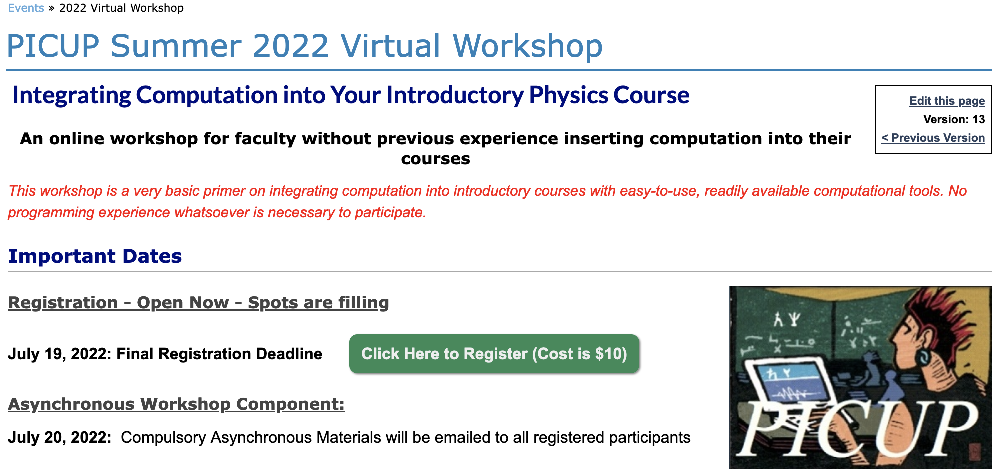 Events » 2022 Virtual Workshop
PICUP Summer 2022 Virtual Workshop
Integrating Computation into Your Introductory Physics Course
Edit this page
Version: 13
< Previous Version
An online workshop for faculty without previous experience inserting computation into their
courses
This workshop is a very basic primer on integrating computation into introductory courses with easy-to-use, readily available computational tools. No
programming experience whatsoever is necessary to participate.
Important Dates
Registration - Open Now - Spots are filling
July 19, 2022: Final Registration Deadline
Click Here to Register (Cost is $10)
Asynchronous Workshop Component:
July 20, 2022: Compulsory Asynchronous Materials will be emailed to all registered participants
PICUP